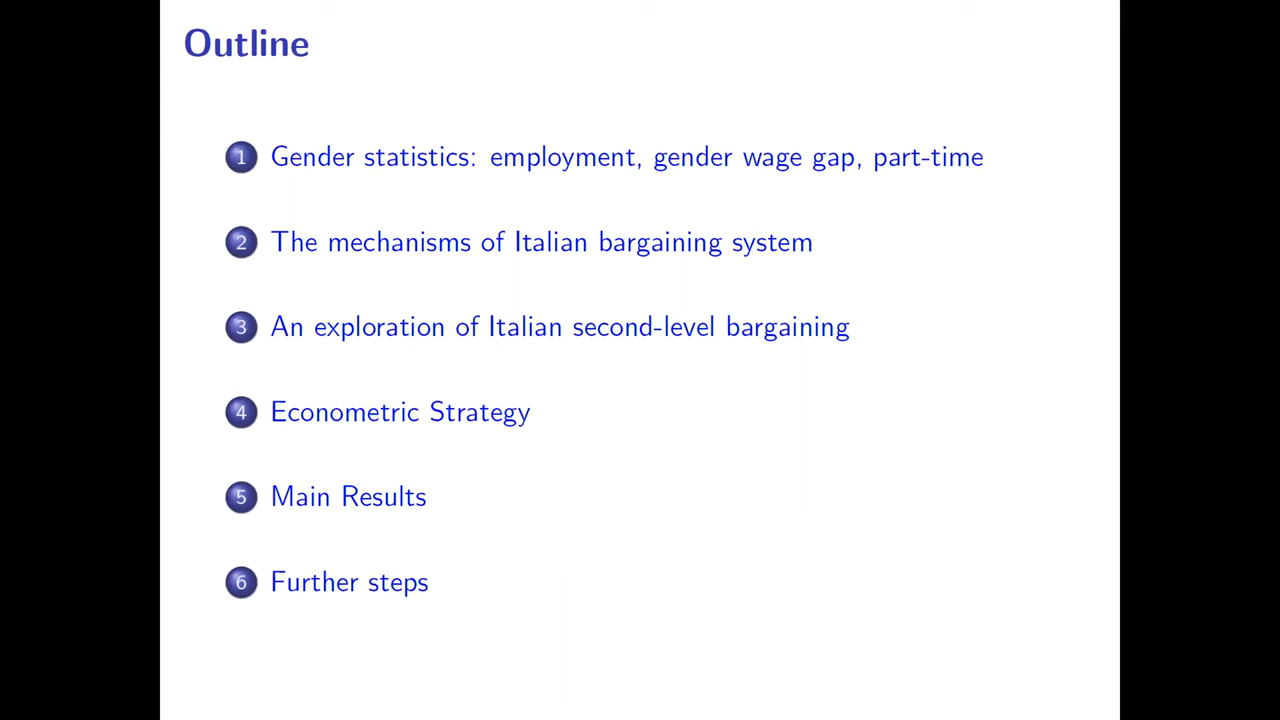 Outline
1 Gender statistics: employment, gender wage gap, part-time
2 The mechanisms of Italian bargaining system
3 An exploration of Italian second-level bargaining
4 Econometric Strategy
5 Main Results
6 Further steps